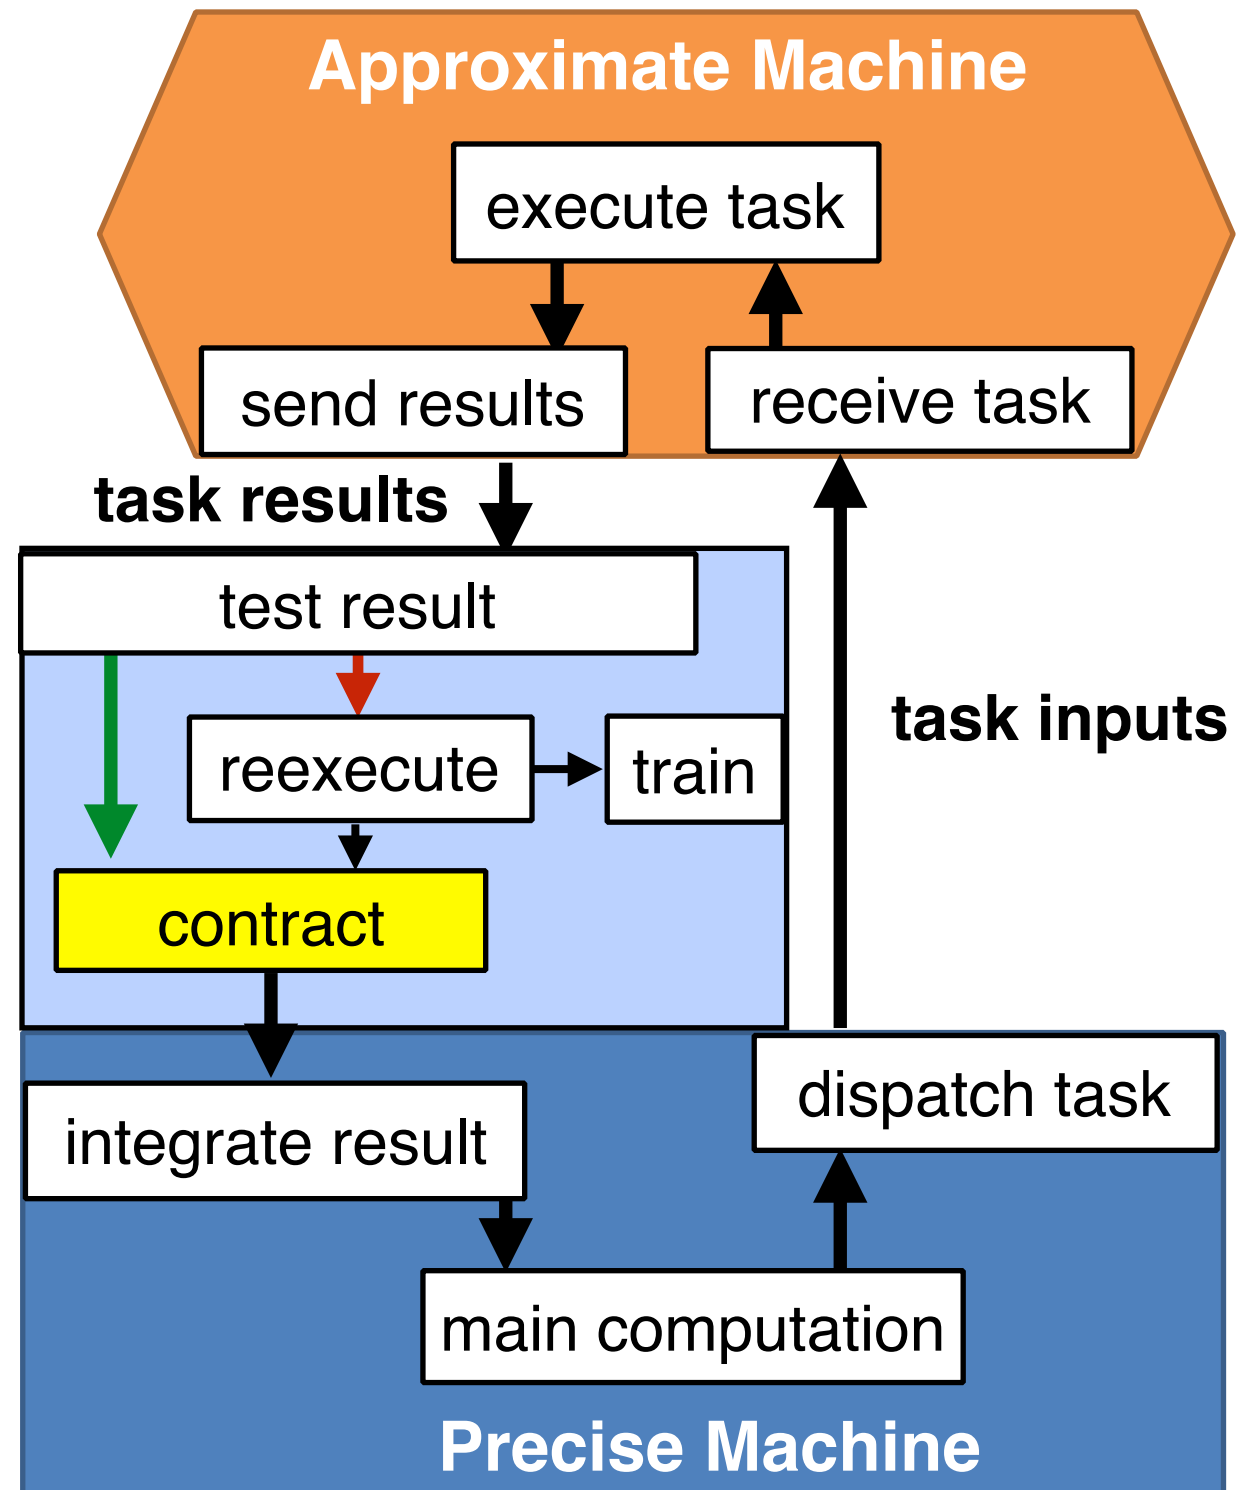 Approximate Machine
execute task
send results
receive task
task results
test result
reexecute
train
task inputs
contract
dispatch task
integrate result
main computation
Precise Machine